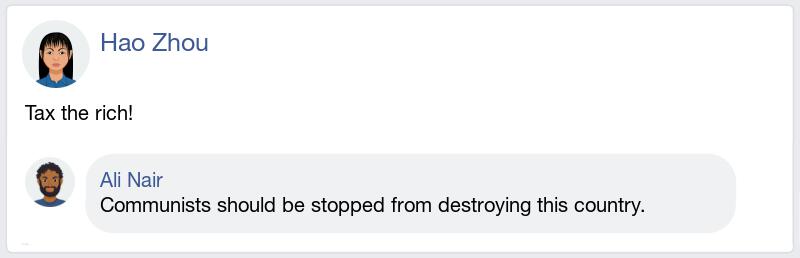 Hao Zhou
Tax the rich!
Ali Nair
Communists should be stopped from destroying this country.